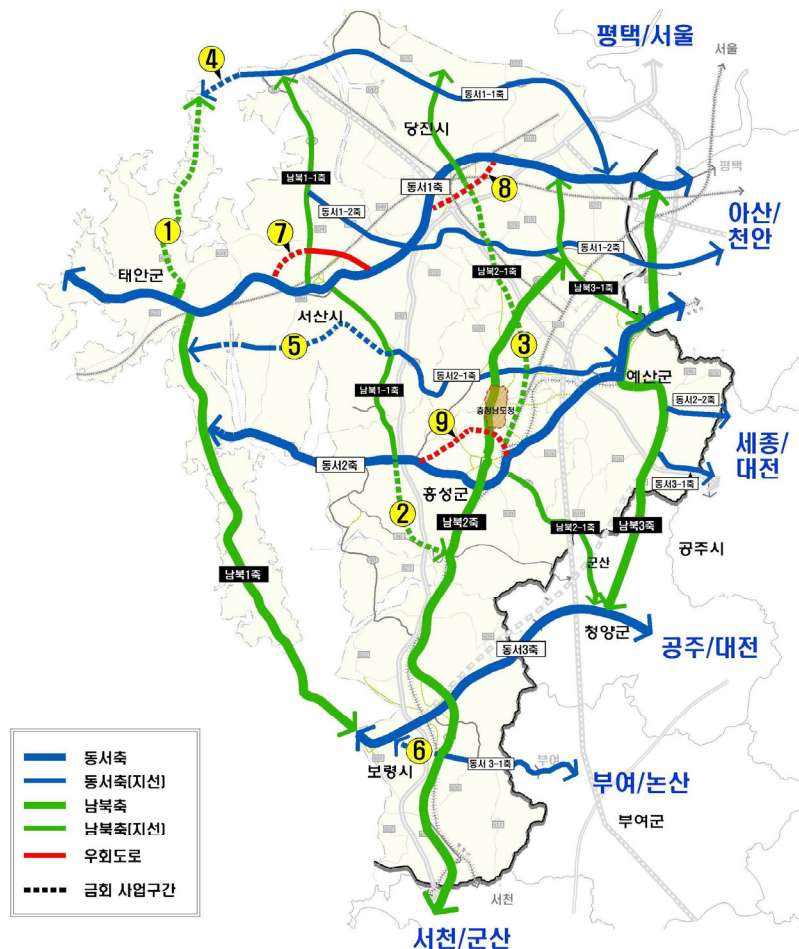 평택/서울
서울
4
동서1-1축
당진시
평택
남북1-1축
동서1축
8
아산/
천안
동서1-2축
1
7
동서1-2축
태안군
남북2-1축
남북3-1축
서산시
5
3
동서2-1축
예산군
남북1-1축
동서2-2축
충청남도청
9
세종/
대전
동서2축
홍성군
동서3-1축
2
남북2축
남북2-1축
남북3축
공주시
군산
남북1축
청양군
동서3축
공주/대전
6
보령시
동서 3-1축
부여
부여/논산
부여군
서천
서천/군산
동서축
동서축(지선)
남북축
남북축(지선)
우회도로
금회 사업구간